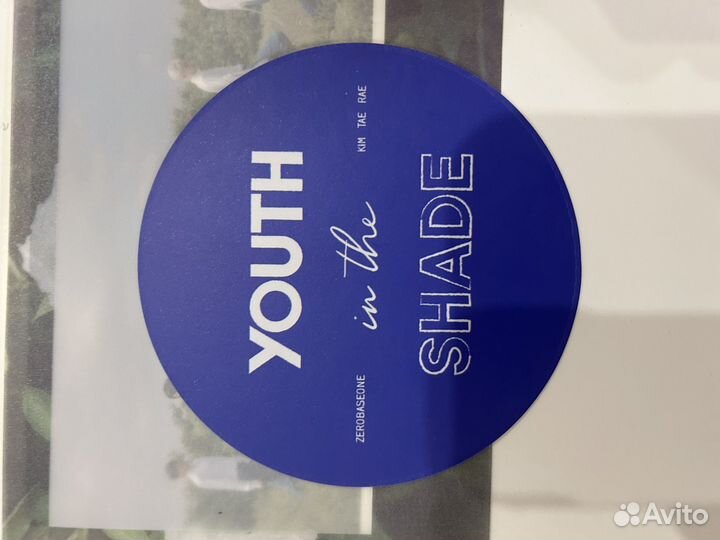 YOUTH
ZEROBASEONE in the KIM TAE RAE
SHADE
Avito